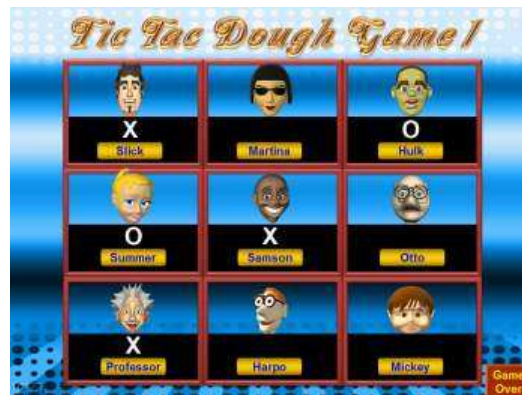 Tic Tac Dough Game!
X
O
Slick Martina Hulk
O X
Summer Samson Otto
X
Professor Harpo Mickey
Game
Over